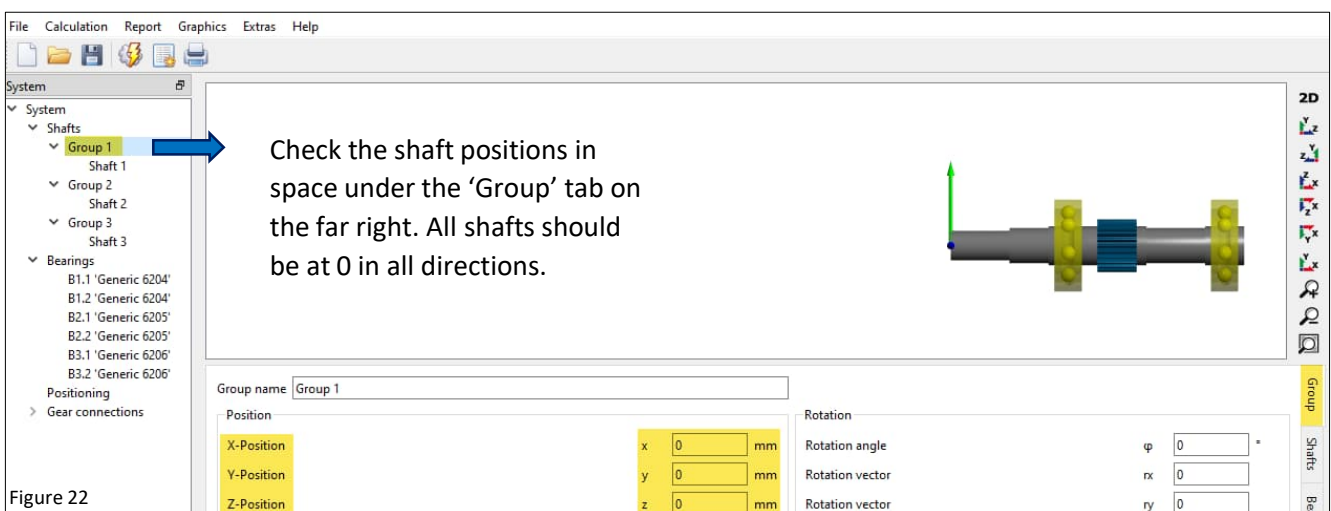 File Calculation Report Graphics Extras Help
System
System
Shafts
Group 1
Shaft 1
Group 2
Shaft 2
Group 3
Shaft 3
Bearings
B1.1 'Generic 6204'
B1.2 'Generic 6204'
B2.1 'Generic 6205'
B2.2 'Generic 6205'
B3.1 'Generic 6206'
B3.2 'Generic 6206'
Positioning
Gear connections
Figure 22
Check the shaft positions in
space under the ‘Group’ tab on
the far right. All shafts should
be at 0 in all directions.
2D
Y z
z Y
Z x
z x
Y x
Y x
Group name Group 1
Position
X-Position x 0 mm
Y-Position y 0 mm
Z-Position z 0 mm
Rotation
Rotation angle φ 0 °
Rotation vector rx 0
Rotation vector ry 0
Group
Shafts
Be